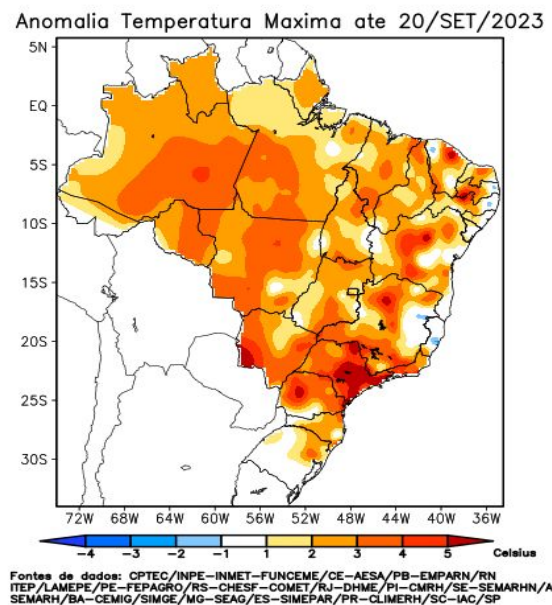 Anomalia Temperatura Maxima ate 20/SET/2023
5N
EQ
5S
10S
15S
20S
25S
30S
72W 68W 64W 60W 56W 52W 48W 44W 40W 36W
−4 −3 −2 −1 1 2 3 4 5 Celsius
Fontes de dados: CPTEC/INPE−INMET−FUNCEME/CE−AESA/PB−EMPARN/RN
ITEP/LAMEPE/PE−FEPAGRO/RS−CHESF−COMET/RJ−DHME/PI−CMRH/SE−SEMARHN/A
SEMARH/BA−CEMIG/SIMGE/MG−SEAG/ES−SIMEPAR/PR−CLIMERH/SC−IAC/SP